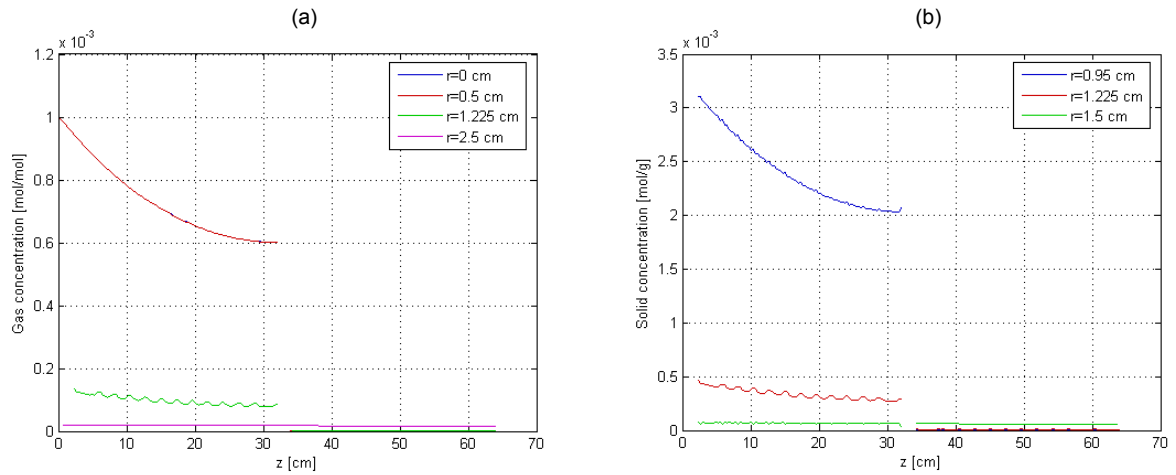 (a)
x 10⁻³
1.2
1
0.8
0.6
0.4
0.2
0
0 10 20 30 40 50 60 70
z [cm]
Gas concentration [mol/mol]
r=0 cm
r=0.5 cm
r=1.225 cm
r=2.5 cm
(b)
x 10⁻³
3.5
3
2.5
2
1.5
1
0.5
0
0 10 20 30 40 50 60 70
z [cm]
Solid concentration [mol/g]
r=0.95 cm
r=1.225 cm
r=1.5 cm